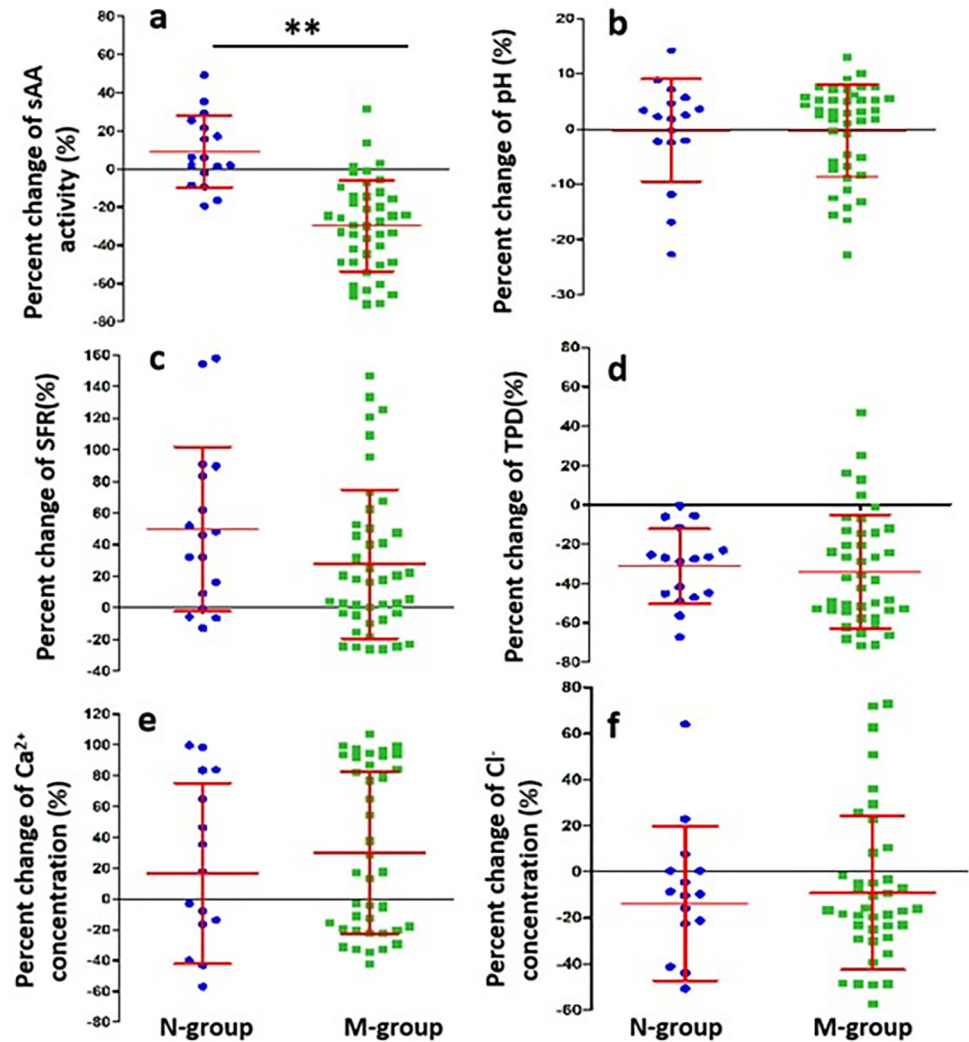 a
**
Percent change of sAA
activity (%)
80
60
40
20
0
-20
-40
-60
-80
b
Percent change of pH (%)
20
10
0
-10
-20
-30
c
Percent change of SFR(%)
160
140
120
100
80
60
40
20
0
-20
-40
d
Percent change of TPD(%)
80
60
40
20
0
-20
-40
-60
-80
e
Percent change of Ca2+
concentration (%)
120
100
80
60
40
20
0
-20
-40
-60
-80
N-group
M-group
f
Percent change of Cl-
concentration (%)
80
60
40
20
0
-20
-40
-60
N-group
M-group